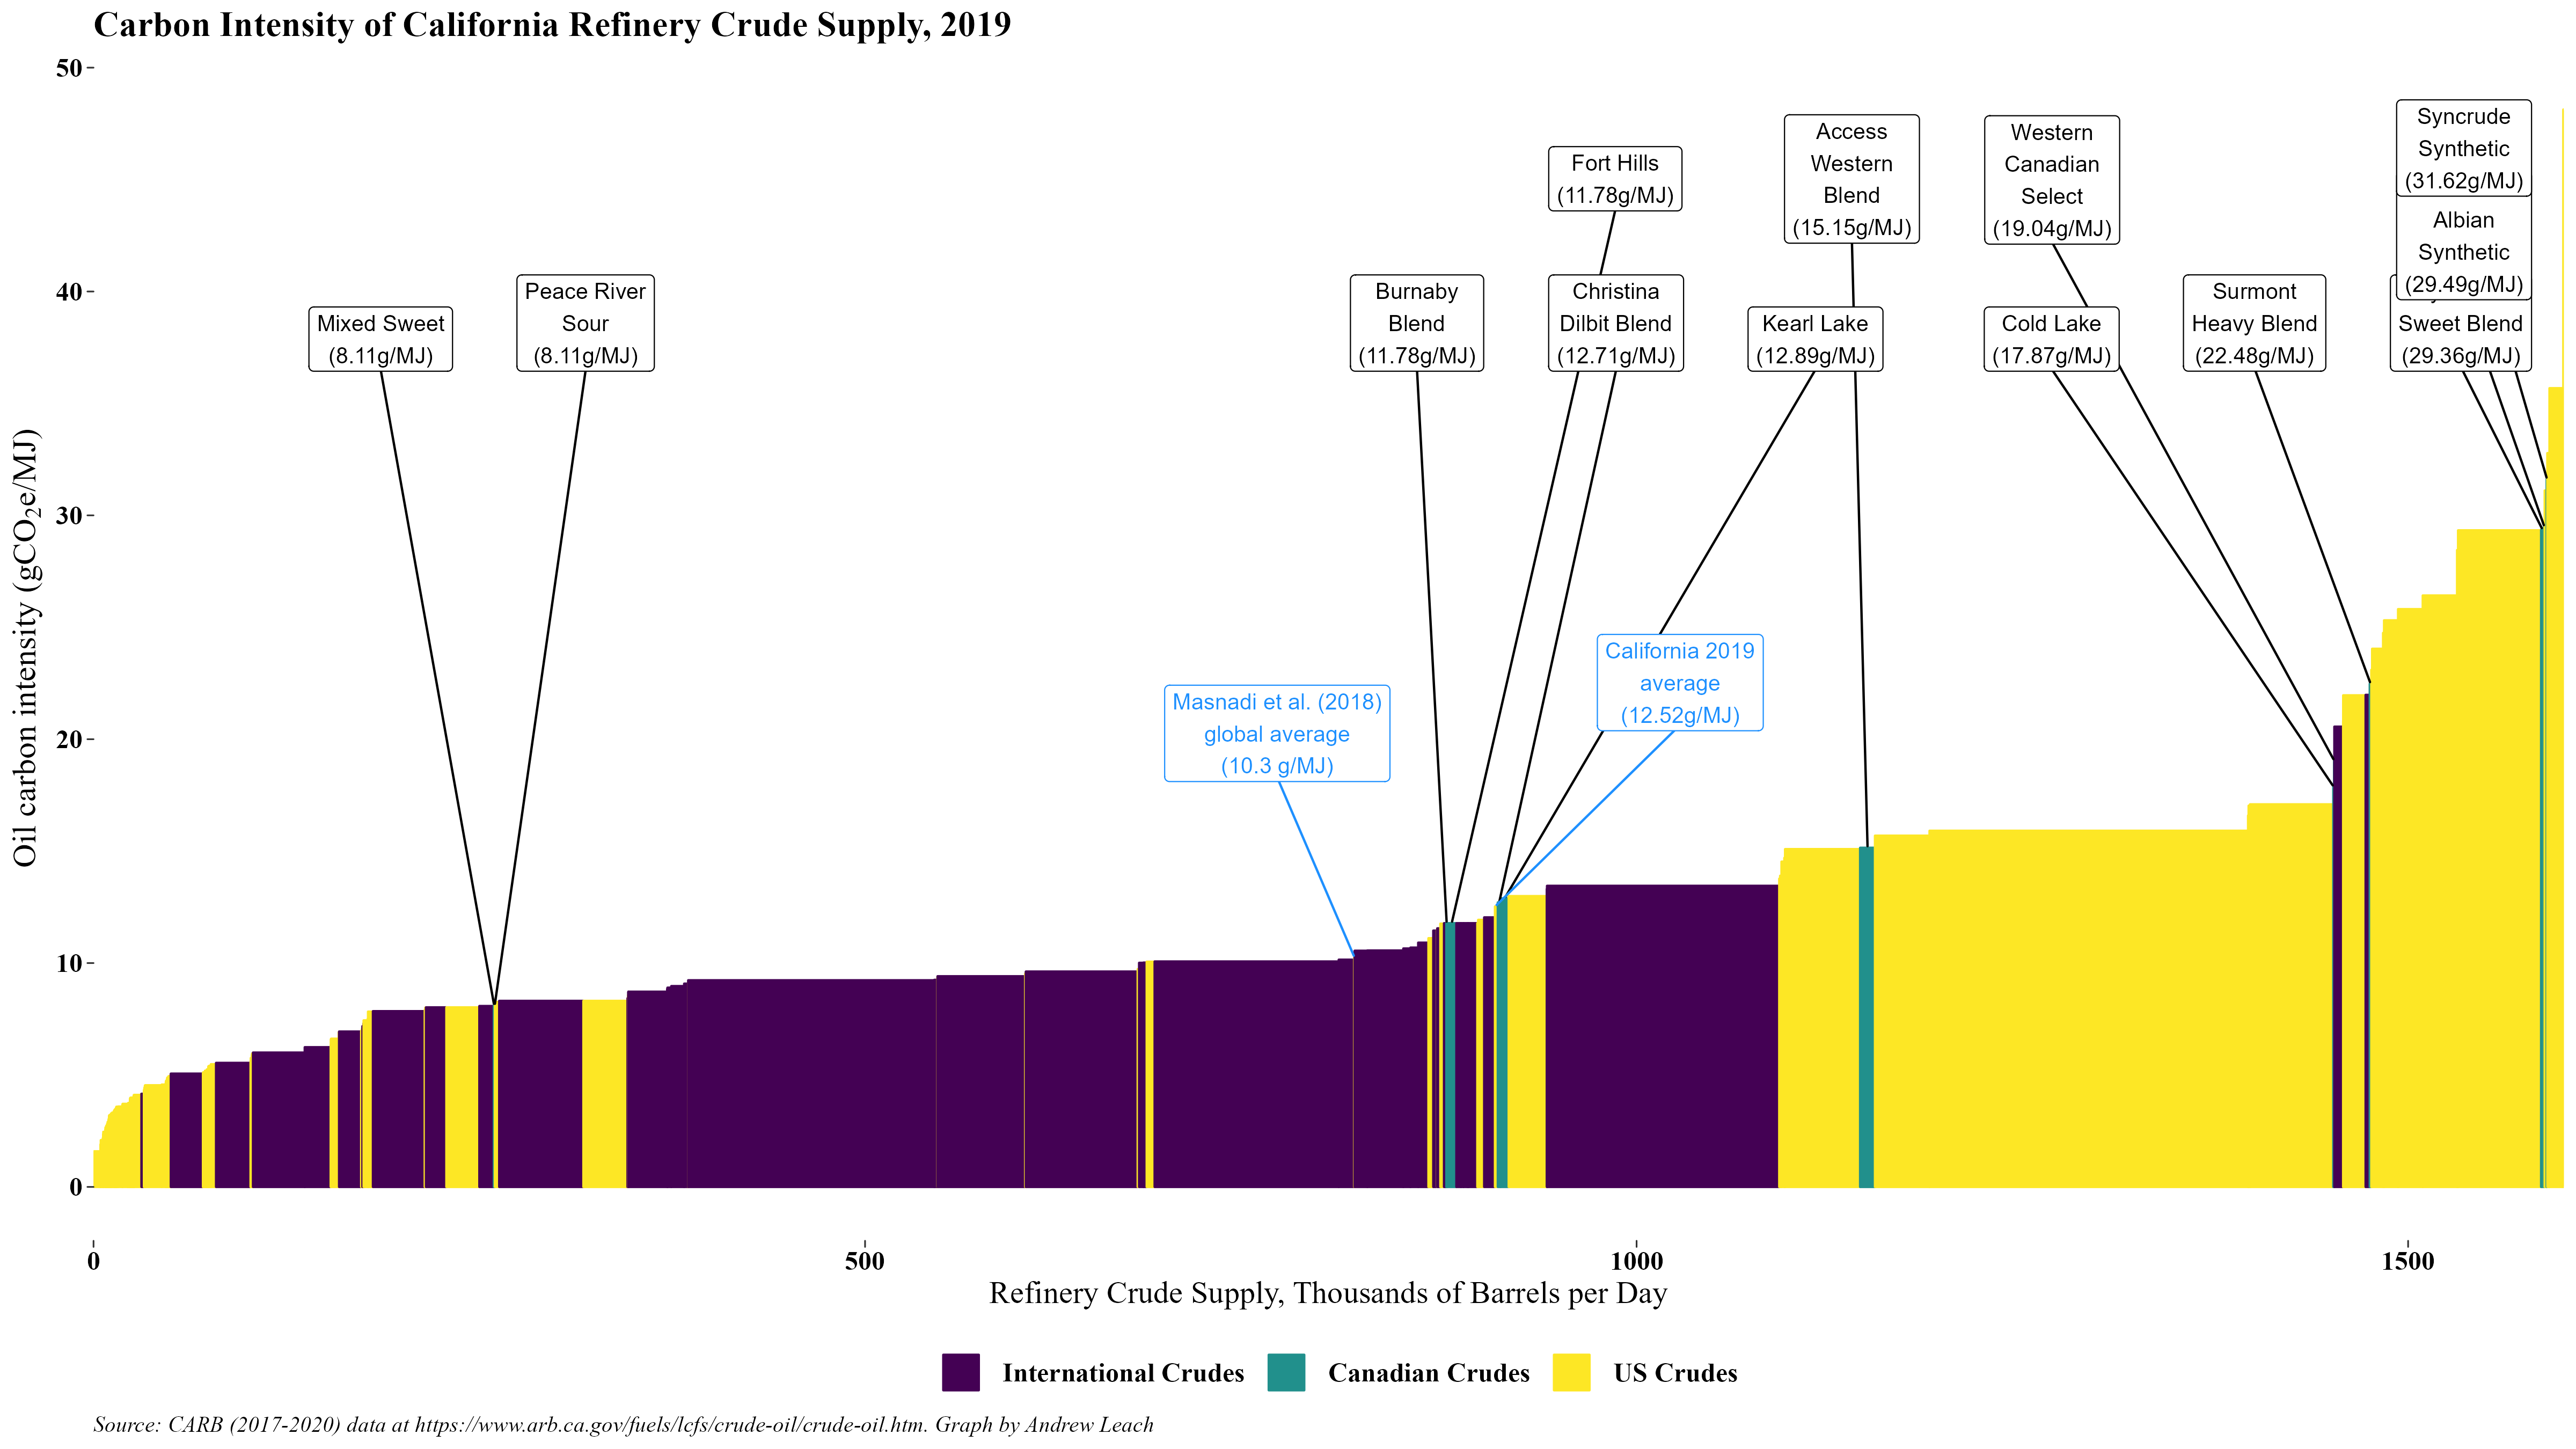 Carbon Intensity of California Refinery Crude Supply, 2019
50
40
30
20
10
0
Oil carbon intensity (gCO₂e/MJ)
Mixed Sweet
(8.11g/MJ)
Peace River
Sour
(8.11g/MJ)
Masnadi et al. (2018)
global average
(10.3 g/MJ)
Burnaby
Blend
(11.78g/MJ)
Fort Hills
(11.78g/MJ)
Christina
Dilbit Blend
(12.71g/MJ)
California 2019
average
(12.52g/MJ)
Access
Western
Blend
(15.15g/MJ)
Kearl Lake
(12.89g/MJ)
Western
Canadian
Select
(19.04g/MJ)
Cold Lake
(17.87g/MJ)
Surmont
Heavy Blend
(22.48g/MJ)
Syncrude
Synthetic
(31.62g/MJ)
Albian
Synthetic
(29.49g/MJ)
Sweet Blend
(29.36g/MJ)
0
500
1000
1500
Refinery Crude Supply, Thousands of Barrels per Day
International Crudes
Canadian Crudes
US Crudes
Source: CARB (2017-2020) data at https://www.arb.ca.gov/fuels/lcfs/crude-oil/crude-oil.htm. Graph by Andrew Leach